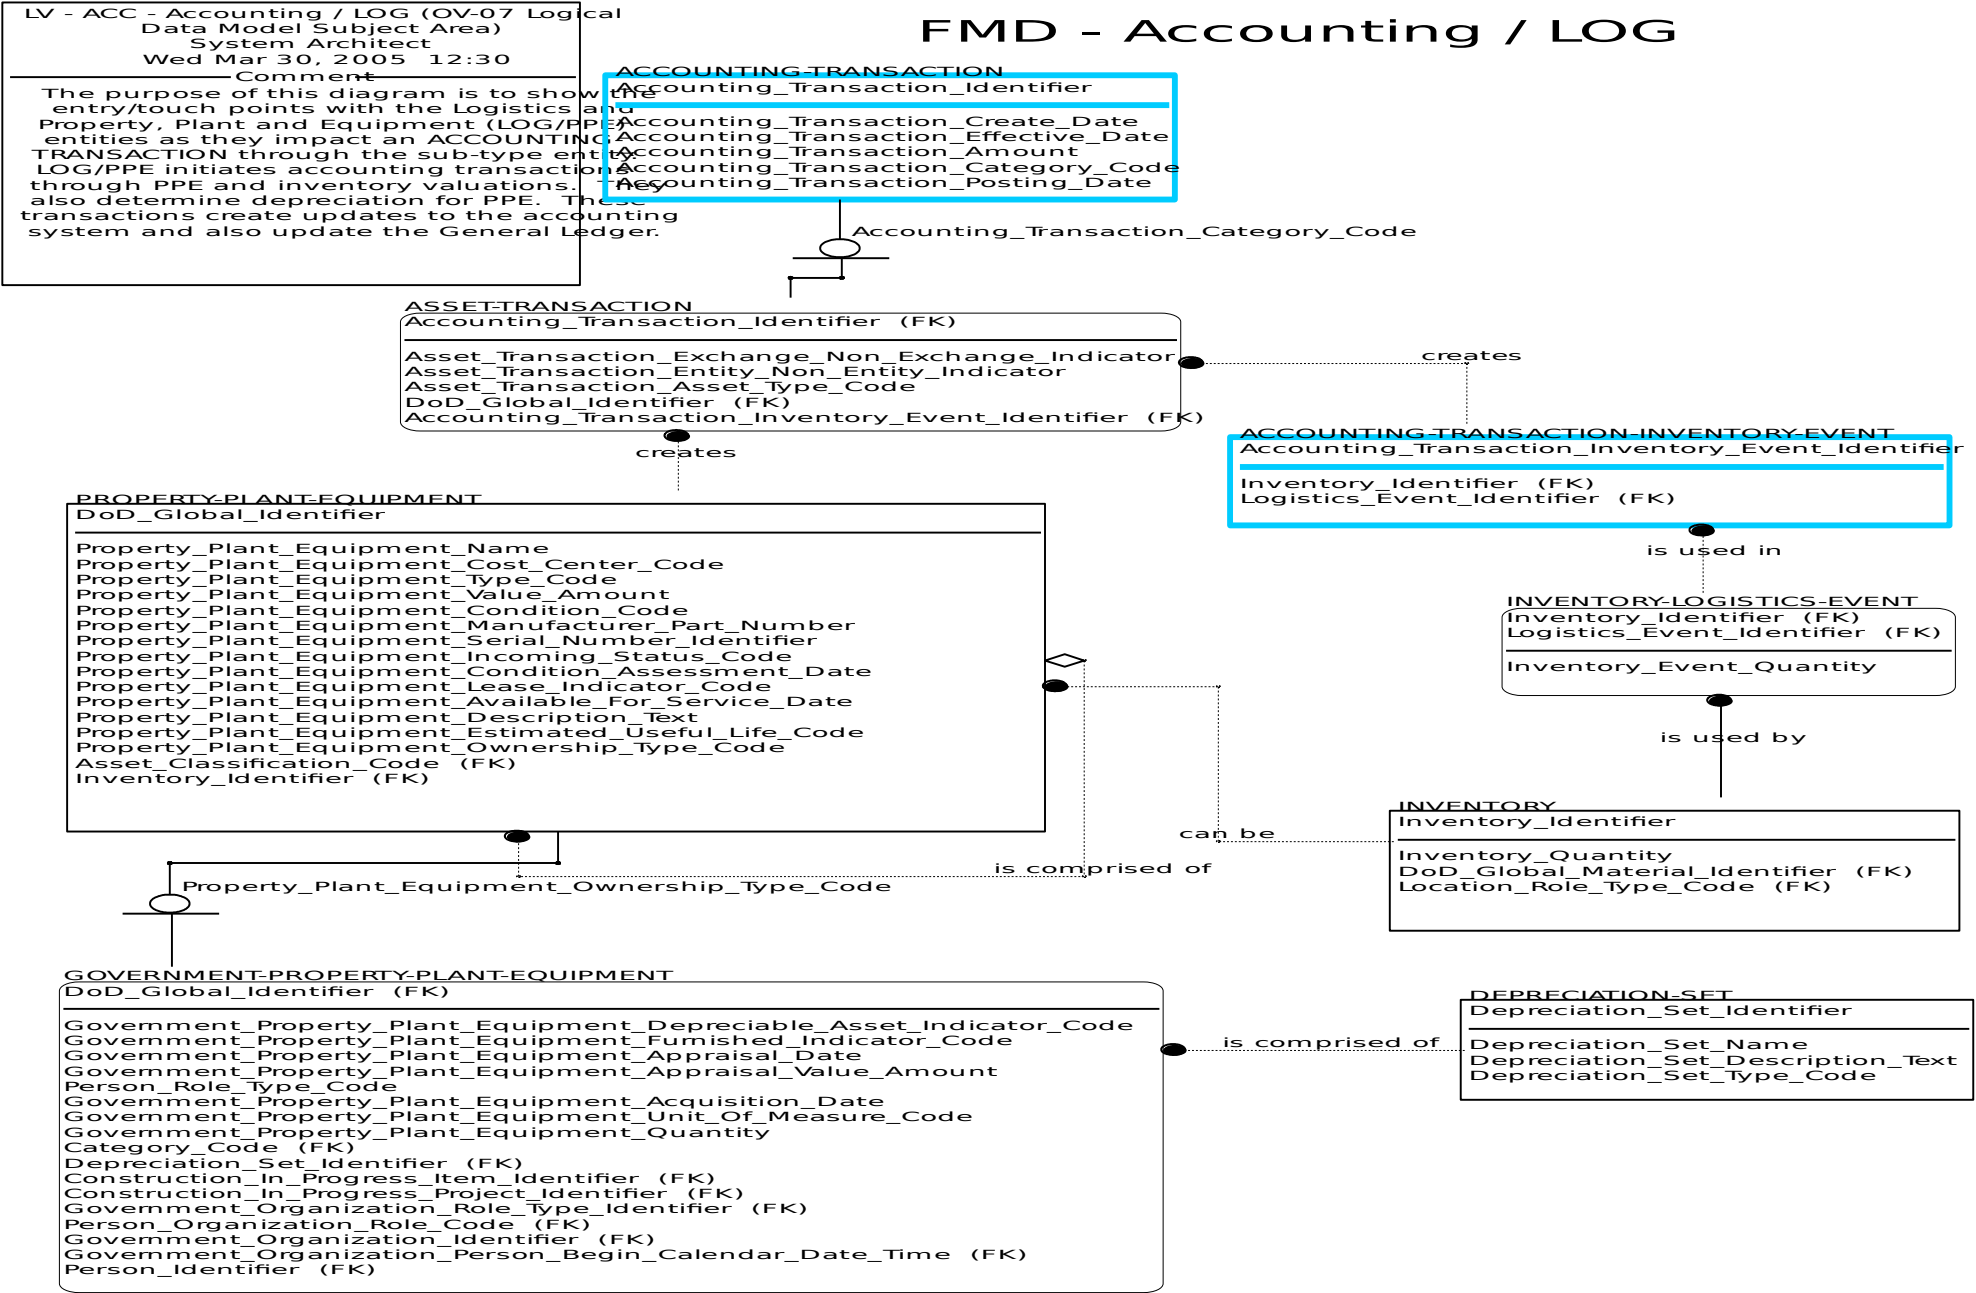 LV - ACC - Accounting / LOG (OV-07 Logical
Data Model Subject Area)
System Architect
Wed Mar 30, 2005 12:30
Comment
The purpose of this diagram is to show the
entry/touch points with the Logistics and
Property, Plant and Equipment (LOG/PPE)
entities as they impact an ACCOUNTING-
TRANSACTION through the sub-type entity.
LOG/PPE initiates accounting transactions
through PPE and inventory valuations. They
also determine depreciation for PPE. These
transactions create updates to the accounting
system and also update the General Ledger.
FMD - Accounting / LOG
ACCOUNTING-TRANSACTION
Accounting_Transaction_Identifier
Accounting_Transaction_Create_Date
Accounting_Transaction_Effective_Date
Accounting_Transaction_Amount
Accounting_Transaction_Category_Code
Accounting_Transaction_Posting_Date
Accounting_Transaction_Category_Code
ASSET-TRANSACTION
Accounting_Transaction_Identifier (FK)
Asset_Transaction_Exchange_Non_Exchange_Indicator
Asset_Transaction_Entity_Non_Entity_Indicator
Asset_Transaction_Asset_Type_Code
DoD_Global_Identifier (FK)
Accounting_Transaction_Inventory_Event_Identifier (FK)
creates
creates
ACCOUNTING-TRANSACTION-INVENTORY-EVENT
Accounting_Transaction_Inventory_Event_Identifier
Inventory_Identifier (FK)
Logistics_Event_Identifier (FK)
is used in
PROPERTY-PLANT-EQUIPMENT
DoD_Global_Identifier
Property_Plant_Equipment_Name
Property_Plant_Equipment_Cost_Center_Code
Property_Plant_Equipment_Type_Code
Property_Plant_Equipment_Value_Amount
Property_Plant_Equipment_Condition_Code
Property_Plant_Equipment_Manufacturer_Part_Number
Property_Plant_Equipment_Serial_Number_Identifier
Property_Plant_Equipment_Incoming_Status_Code
Property_Plant_Equipment_Condition_Assessment_Date
Property_Plant_Equipment_Lease_Indicator_Code
Property_Plant_Equipment_Available_For_Service_Date
Property_Plant_Equipment_Description_Text
Property_Plant_Equipment_Estimated_Useful_Life_Code
Property_Plant_Equipment_Ownership_Type_Code
Asset_Classification_Code (FK)
Inventory_Identifier (FK)
INVENTORY-LOGISTICS-EVENT
Inventory_Identifier (FK)
Logistics_Event_Identifier (FK)
Inventory_Event_Quantity
is used by
INVENTORY
Inventory_Identifier
Inventory_Quantity
DoD_Global_Material_Identifier (FK)
Location_Role_Type_Code (FK)
can be
is comprised of
Property_Plant_Equipment_Ownership_Type_Code
GOVERNMENT-PROPERTY-PLANT-EQUIPMENT
DoD_Global_Identifier (FK)
Government_Property_Plant_Equipment_Depreciable_Asset_Indicator_Code
Government_Property_Plant_Equipment_Furnished_Indicator_Code
Government_Property_Plant_Equipment_Appraisal_Date
Government_Property_Plant_Equipment_Appraisal_Value_Amount
Person_Role_Type_Code
Government_Property_Plant_Equipment_Acquisition_Date
Government_Property_Plant_Equipment_Unit_Of_Measure_Code
Government_Property_Plant_Equipment_Quantity
Category_Code (FK)
Depreciation_Set_Identifier (FK)
Construction_In_Progress_Item_Identifier (FK)
Construction_In_Progress_Project_Identifier (FK)
Government_Organization_Role_Type_Identifier (FK)
Person_Organization_Role_Code (FK)
Government_Organization_Identifier (FK)
Government_Organization_Person_Begin_Calendar_Date_Time (FK)
Person_Identifier (FK)
is comprised of
DEPRECIATION-SET
Depreciation_Set_Identifier
Depreciation_Set_Name
Depreciation_Set_Description_Text
Depreciation_Set_Type_Code